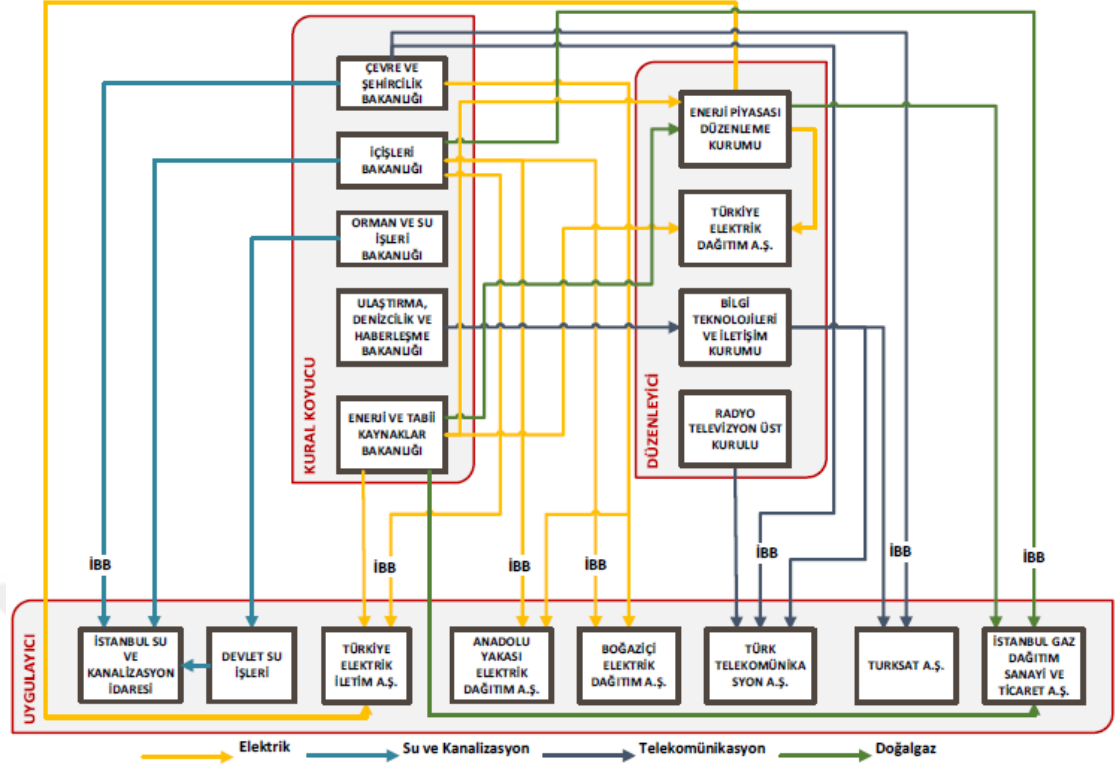 KURAL KOYUCU
ÇEVRE VE
ŞEHİRCİLİK
BAKANLIĞI
İÇİŞLERİ
BAKANLIĞI
ORMAN VE SU
İŞLERİ
BAKANLIĞI
ULAŞTIRMA,
DENİZCİLİK VE
HABERLEŞME
BAKANLIĞI
ENERJİ VE TABİİ
KAYNAKLAR
BAKANLIĞI
DÜZENLEYİCİ
ENERJİ PİYASASI
DÜZENLEME
KURUMU
TÜRKİYE
ELEKTRİK
DAĞITIM A.Ş.
BİLGİ
TEKNOLOJİLERİ
VE İLETİŞİM
KURUMU
RADYO
TELEVİZYON ÜST
KURULU
İBB
İBB
İBB
İBB
İBB
İBB
İBB
UYGULAYICI
İSTANBUL SU
VE
KANALİZASYON
İDARESİ
DEVLET SU
İŞLERİ
TÜRKİYE
ELEKTRİK
İLETİM A.Ş.
ANADOLU
YAKASI
ELEKTRİK
DAĞITIM A.Ş.
BOĞAZİÇİ
ELEKTRİK
DAĞITIM A.Ş.
TÜRK
TELEKOMÜNİKA
SYON A.Ş.
TURKSAT A.Ş.
İSTANBUL GAZ
DAĞITIM
SANAYİ VE
TİCARET A.Ş.
Elektrik
Su ve Kanalizasyon
Telekomünikasyon
Doğalgaz